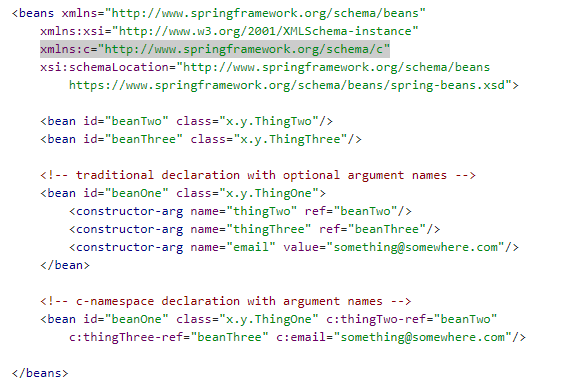 <beans xmlns="http://www.springframework.org/schema/beans"
xmlns:xsi="http://www.w3.org/2001/XMLSchema-instance"
xmlns:c="http://www.springframework.org/schema/c"
xsi:schemaLocation="http://www.springframework.org/schema/beans
https://www.springframework.org/schema/beans/spring-beans.xsd">
<bean id="beanTwo" class="x.y.ThingTwo"/>
<bean id="beanThree" class="x.y.ThingThree"/>
<!-- traditional declaration with optional argument names -->
<bean id="beanOne" class="x.y.ThingOne">
<constructor-arg name="thingTwo" ref="beanTwo"/>
<constructor-arg name="thingThree" ref="beanThree"/>
<constructor-arg name="email" value="something@somewhere.com"/>
</bean>
<!-- c-namespace declaration with argument names -->
<bean id="beanOne" class="x.y.ThingOne" c:thingTwo-ref="beanTwo"
c:thingThree-ref="beanThree" c:email="something@somewhere.com"/>
</beans>